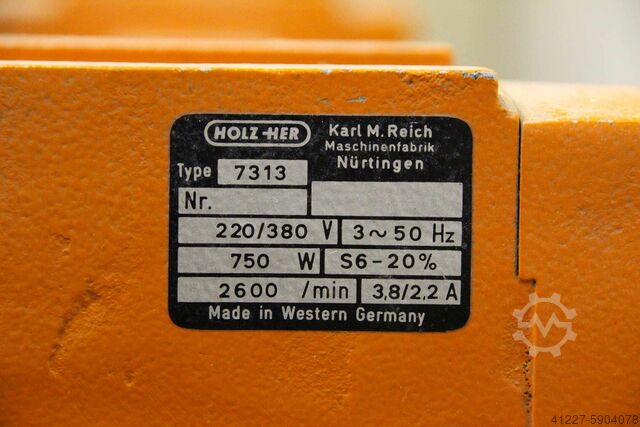 HOLZ-HER
Karl M. Reich
Maschinenfabrik
Nürtingen
Type 7313
Nr.
220/380 V 3~50 Hz
750 W S6-20%
2600 /min 3,8/2,2 A
Made in Western Germany
41227-5904078